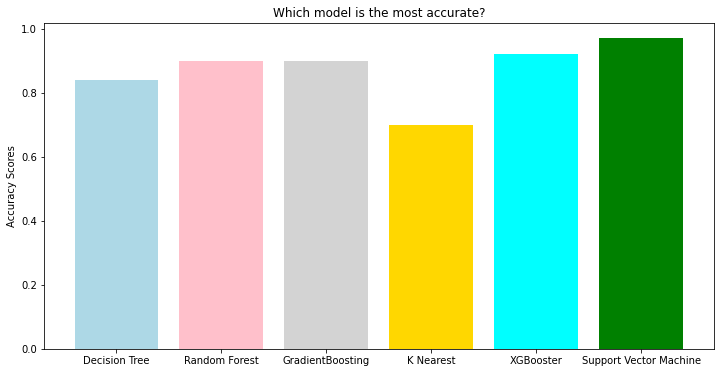 Which model is the most accurate?
Accuracy Scores
1.0
0.8
0.6
0.4
0.2
0.0
Decision Tree Random Forest GradientBoosting K Nearest XGBooster Support Vector Machine